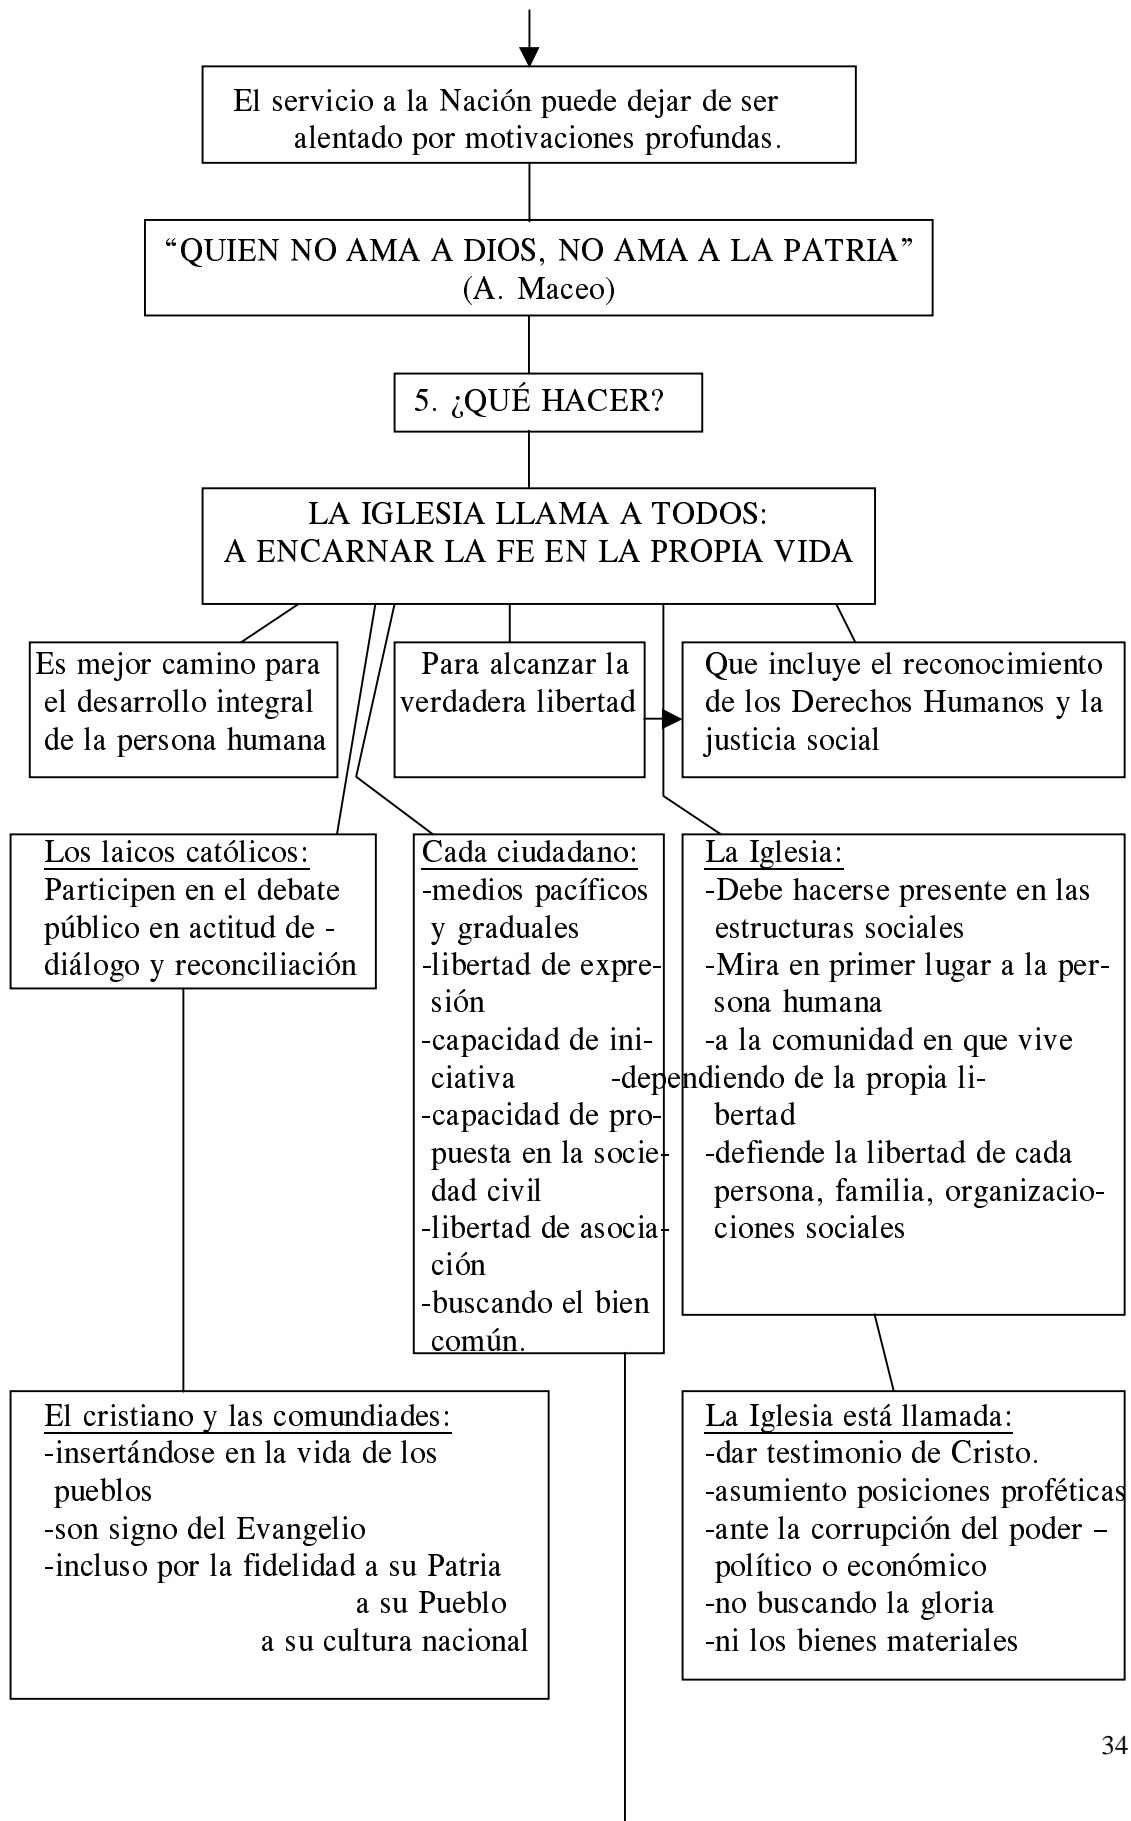 El servicio a la Nación puede dejar de ser
alentado por motivaciones profundas.
“QUIEN NO AMA A DIOS, NO AMA A LA PATRIA”
(A. Maceo)
5. ¿QUÉ HACER?
LA IGLESIA LLAMA A TODOS:
A ENCARNAR LA FE EN LA PROPIA VIDA
Es mejor camino para
el desarrollo integral
de la persona humana
Para alcanzar la
verdadera libertad
Que incluye el reconocimiento
de los Derechos Humanos y la
justicia social
Los laicos católicos:
Participen en el debate
público en actitud de -
diálogo y reconciliación
Cada ciudadano:
-medios pacíficos
y graduales
-libertad de expre-
sión
-capacidad de ini-
ciativa
-capacidad de pro-
puesta en la socie-
dad civil
-libertad de asocia-
ción
-buscando el bien
común.
La Iglesia:
-Debe hacerse presente en las
estructuras sociales
-Mira en primer lugar a la per-
sona humana
-a la comunidad en que vive
-dependiendo de la propia li-
bertad
-defiende la libertad de cada
persona, familia, organizacio-
ciones sociales
El cristiano y las comundiades:
-insertándose en la vida de los
pueblos
-son signo del Evangelio
-incluso por la fidelidad a su Patria
a su Pueblo
a su cultura nacional
La Iglesia está llamada:
-dar testimonio de Cristo.
-asumiento posiciones proféticas
-ante la corrupción del poder –
político o económico
-no buscando la gloria
-ni los bienes materiales
34